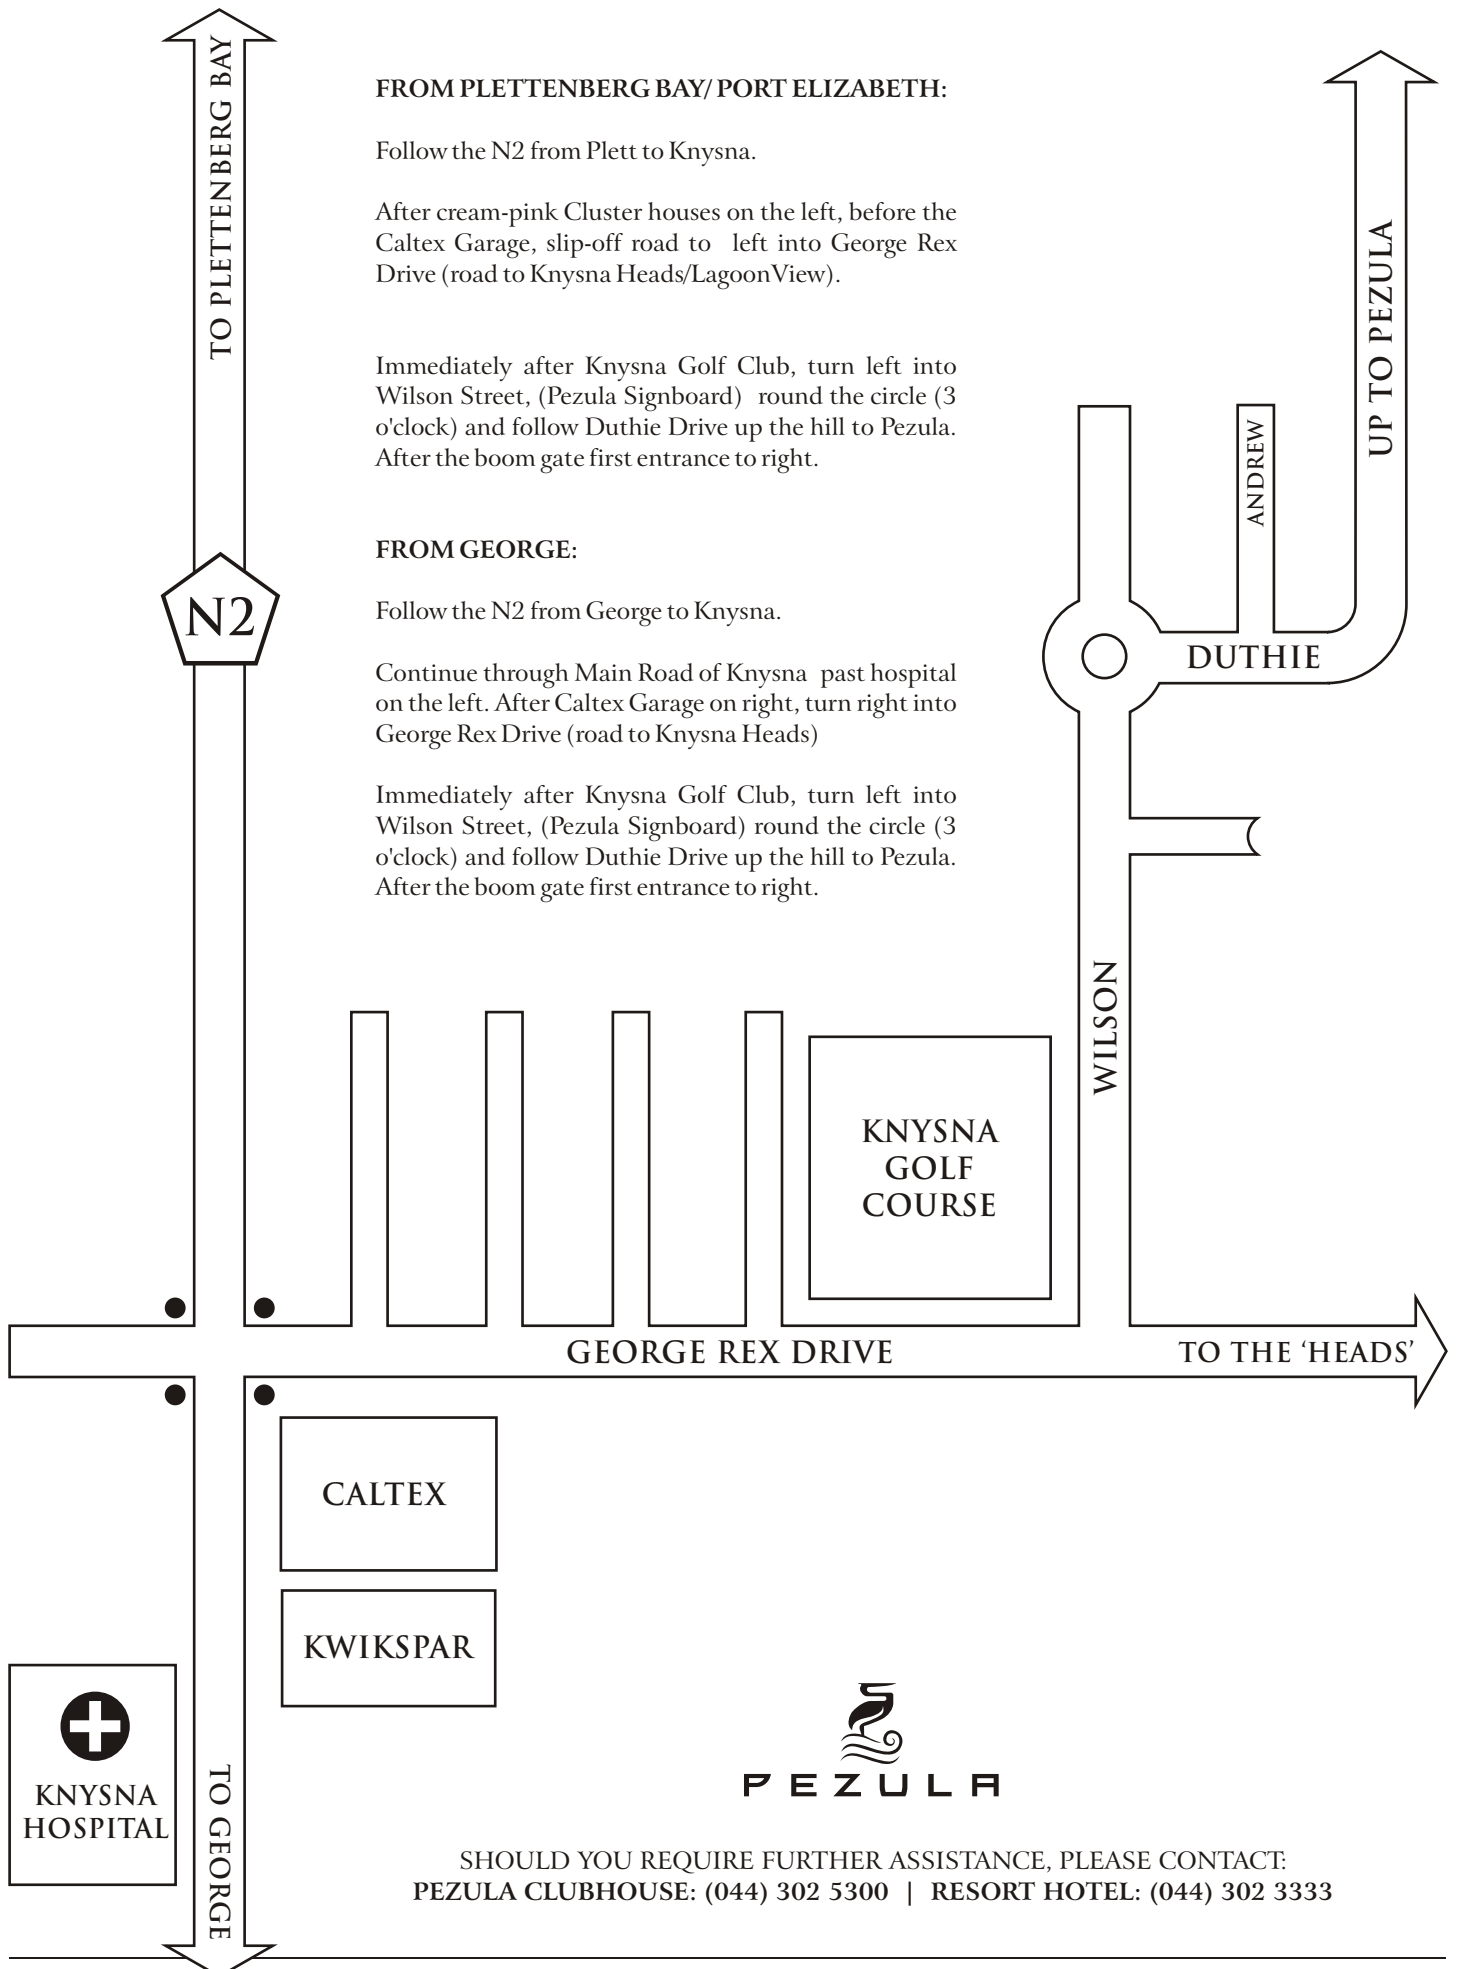 TO PLETTENBERG BAY
FROM PLETTENBERG BAY/ PORT ELIZABETH:
Follow the N2 from Plett to Knysna.
After cream-pink Cluster houses on the left, before the
Caltex Garage, slip-off road to left into George Rex
Drive (road to Knysna Heads/LagoonView).
Immediately after Knysna Golf Club, turn left into
Wilson Street, (Pezula Signboard) round the circle (3
o'clock) and follow Duthie Drive up the hill to Pezula.
After the boom gate first entrance to right.
FROM GEORGE:
Follow the N2 from George to Knysna.
Continue through Main Road of Knysna past hospital
on the left. After Caltex Garage on right, turn right into
George Rex Drive (road to Knysna Heads)
Immediately after Knysna Golf Club, turn left into
Wilson Street, (Pezula Signboard) round the circle (3
o'clock) and follow Duthie Drive up the hill to Pezula.
After the boom gate first entrance to right.
UP TO PEZULA
ANDREW
N2
DUTHIE
WILSON
KNYSNA
GOLF
COURSE
GEORGE REX DRIVE
TO THE ‘HEADS’
CALTEX
KWIKSPAR
KNYSNA
HOSPITAL
TO GEORGE
PEZULA
SHOULD YOU REQUIRE FURTHER ASSISTANCE, PLEASE CONTACT:
PEZULA CLUBHOUSE: (044) 302 5300 | RESORT HOTEL: (044) 302 3333